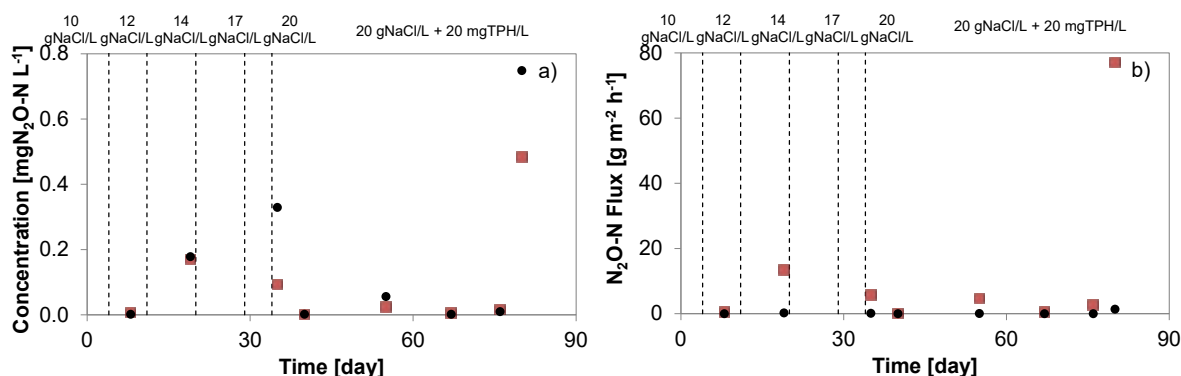 10 12 14 17 20
gNaCl/L gNaCl/L gNaCl/L gNaCl/L gNaCl/L 20 gNaCl/L + 20 mgTPH/L
a)
Concentration [mgN₂O-N L⁻¹]
0.8
0.6
0.4
0.2
0.0
0 30 60 90
Time [day]
10 12 14 17 20
gNaCl/L gNaCl/L gNaCl/L gNaCl/L gNaCl/L 20 gNaCl/L + 20 mgTPH/L
b)
N₂O-N Flux [g m⁻² h⁻¹]
80
60
40
20
0
0 30 60 90
Time [day]